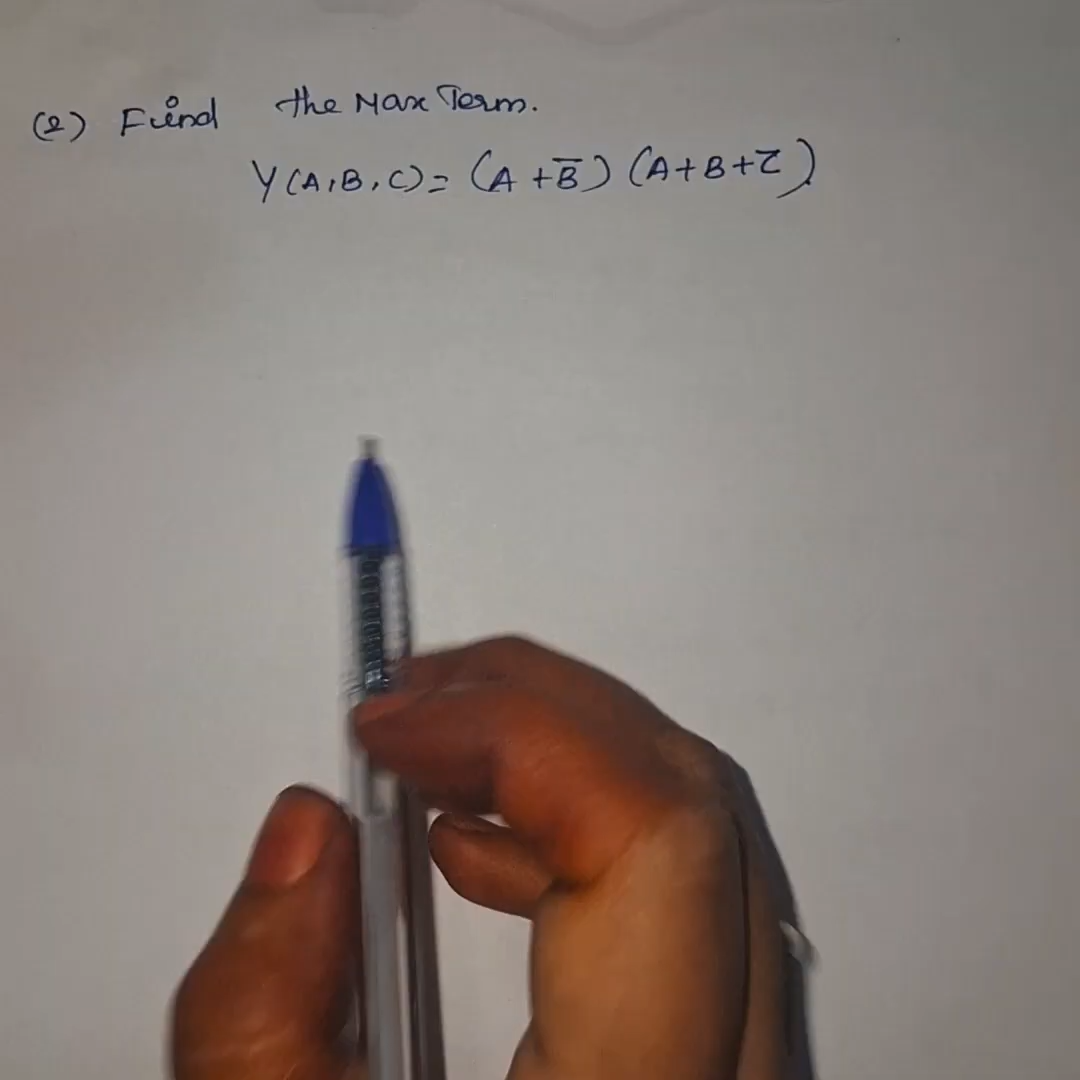 (2) Find the Max Term.
Y(A,B,C)= (A+B̅) (A+B+C̅)